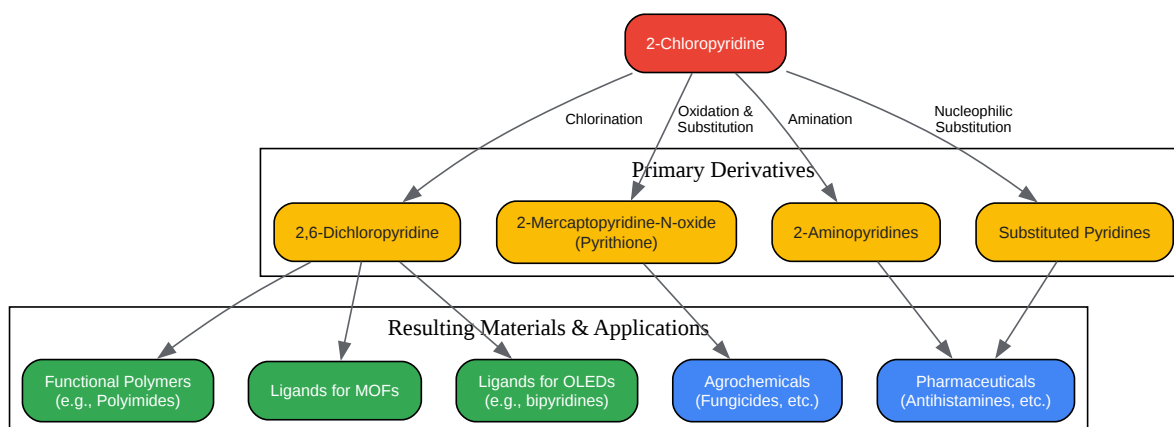 2-Chloropyridine
Chlorination
Oxidation &
Substitution
Amination
Nucleophilic
Substitution
Primary Derivatives
2,6-Dichloropyridine
2-Mercaptopyridine-N-oxide
(Pyrithione)
2-Aminopyridines
Substituted Pyridines
Resulting Materials & Applications
Functional Polymers
(e.g., Polyimides)
Ligands for MOFs
Ligands for OLEDs
(e.g., bipyridines)
Agrochemicals
(Fungicides, etc.)
Pharmaceuticals
(Antihistamines, etc.)